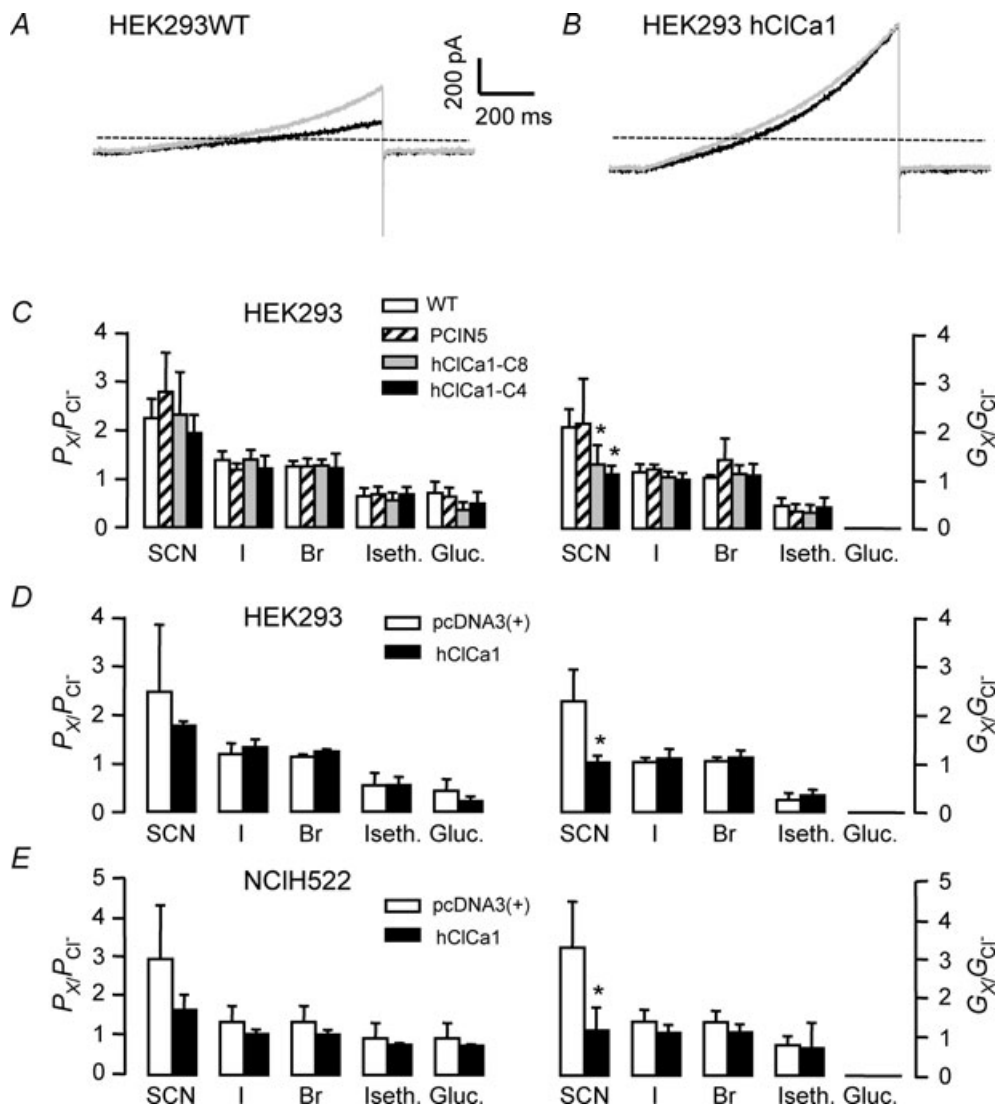 A HEK293WT
B HEK293 hClCa1
200 pA
200 ms
C HEK293
WT
PCIN5
hClCa1-C8
hClCa1-C4
PX/PCl-
4
3
2
1
0
SCN I Br Iseth. Gluc.
* *
GX/GCl-
4
3
2
1
0
SCN I Br Iseth. Gluc.
D HEK293
pcDNA3(+)
hClCa1
PX/PCl-
4
3
2
1
0
SCN I Br Iseth. Gluc.
*
GX/GCl-
4
3
2
1
0
SCN I Br Iseth. Gluc.
E NClH522
pcDNA3(+)
hClCa1
PX/PCl-
5
4
3
2
1
0
SCN I Br Iseth. Gluc.
*
GX/GCl-
5
4
3
2
1
0
SCN I Br Iseth. Gluc.